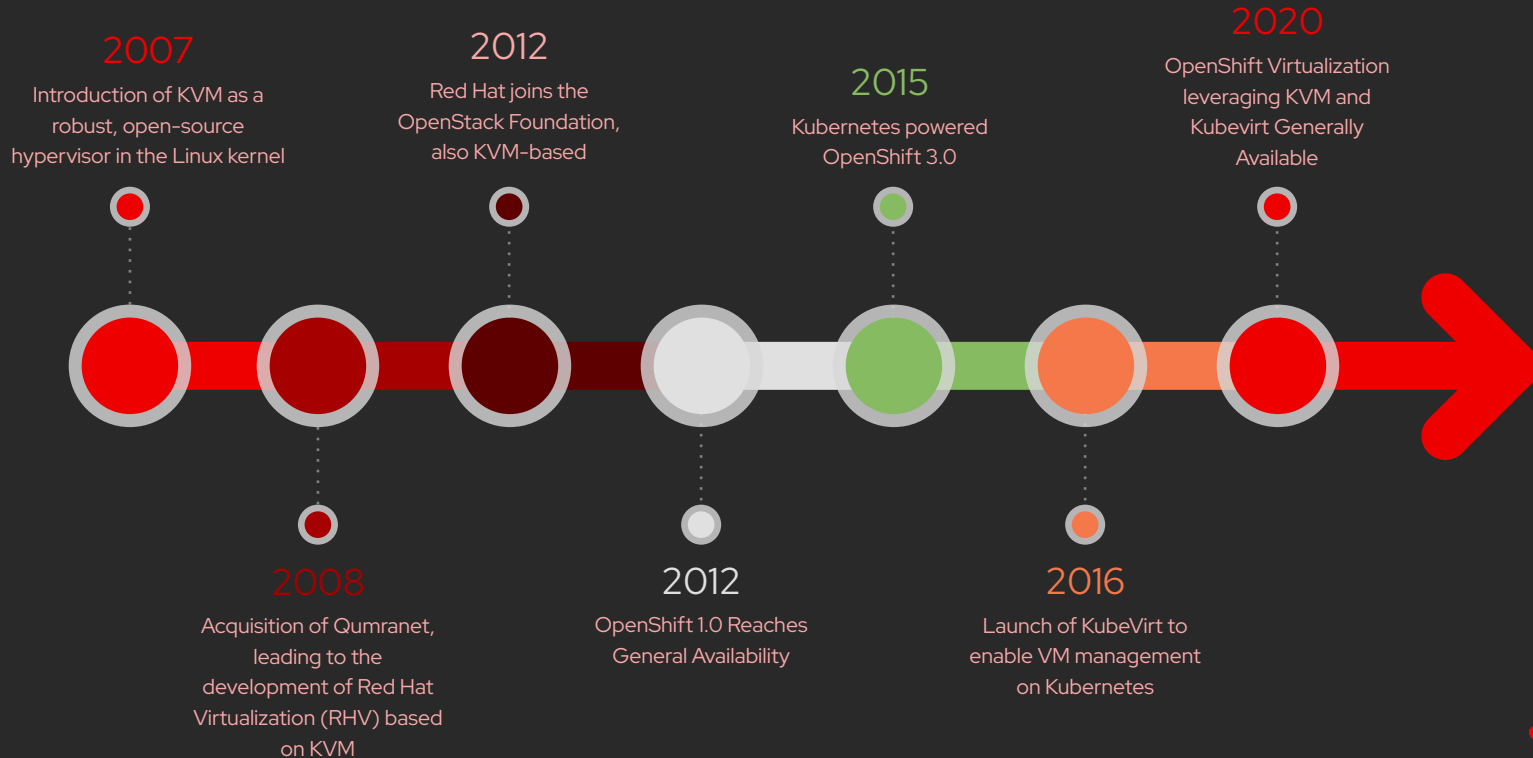 2007
Introduction of KVM as a
robust, open-source
hypervisor in the Linux kernel
2008
Acquisition of Qumranet,
leading to the
development of Red Hat
Virtualization (RHV) based
on KVM
2012
Red Hat joins the
OpenStack Foundation,
also KVM-based
2012
OpenShift 1.0 Reaches
General Availability
2015
Kubernetes powered
OpenShift 3.0
2016
Launch of KubeVirt to
enable VM management
on Kubernetes
2020
OpenShift Virtualization
leveraging KVM and
Kubevirt Generally
Available